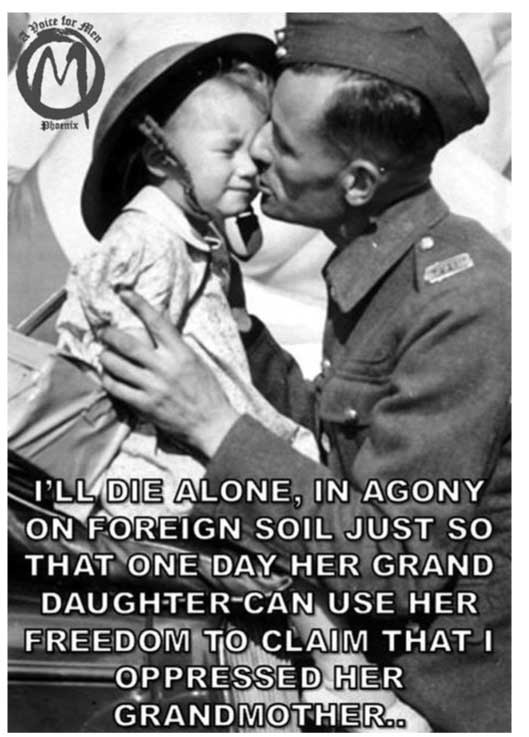 A Voice for Men
M
Phoenix
I'LL DIE ALONE, IN AGONY
ON FOREIGN SOIL JUST SO
THAT ONE DAY HER GRAND
DAUGHTER CAN USE HER
FREEDOM TO CLAIM THAT I
OPPRESSED HER
GRANDMOTHER..